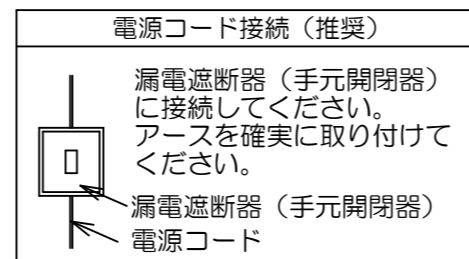 電源コード接続（推奨）
漏電遮断器（手元開閉器）
に接続してください。
アースを確実に取り付けて
ください。
漏電遮断器（手元開閉器）
電源コード